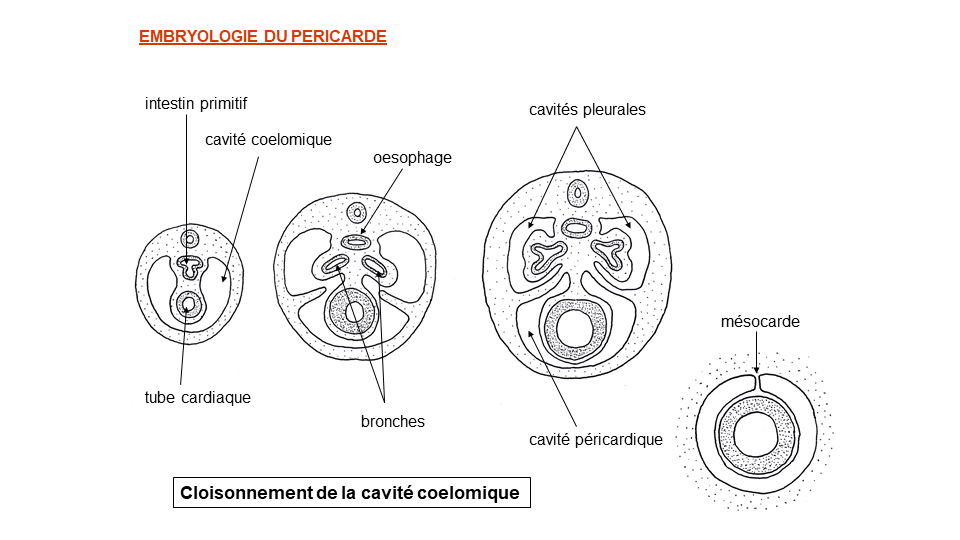 EMBRYOLOGIE DU PERICARDE
intestin primitif
cavité coelomique
oesophage
cavités pleurales
tube cardiaque
bronches
cavité péricardique
mésocarde
Cloisonnement de la cavité coelomique